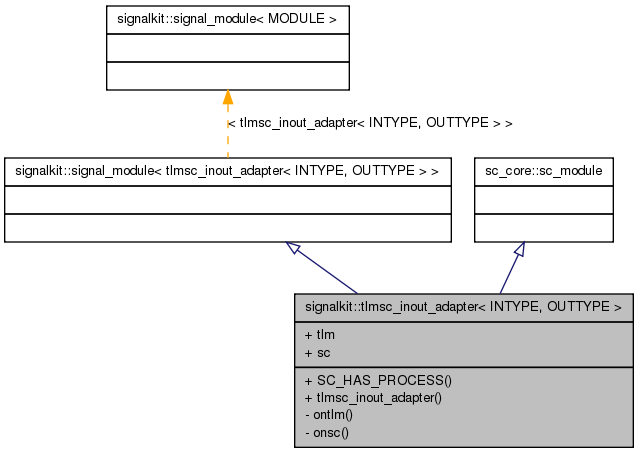 signalkit::signal_module< MODULE >
< tlmsc_inout_adapter< INTYPE, OUTTYPE > >
signalkit::signal_module< tlmsc_inout_adapter< INTYPE, OUTTYPE > >
sc_core::sc_module
signalkit::tlmsc_inout_adapter< INTYPE, OUTTYPE >
+ tlm
+ sc
+ SC_HAS_PROCESS()
+ tlmsc_inout_adapter()
- ontlm()
- onsc()